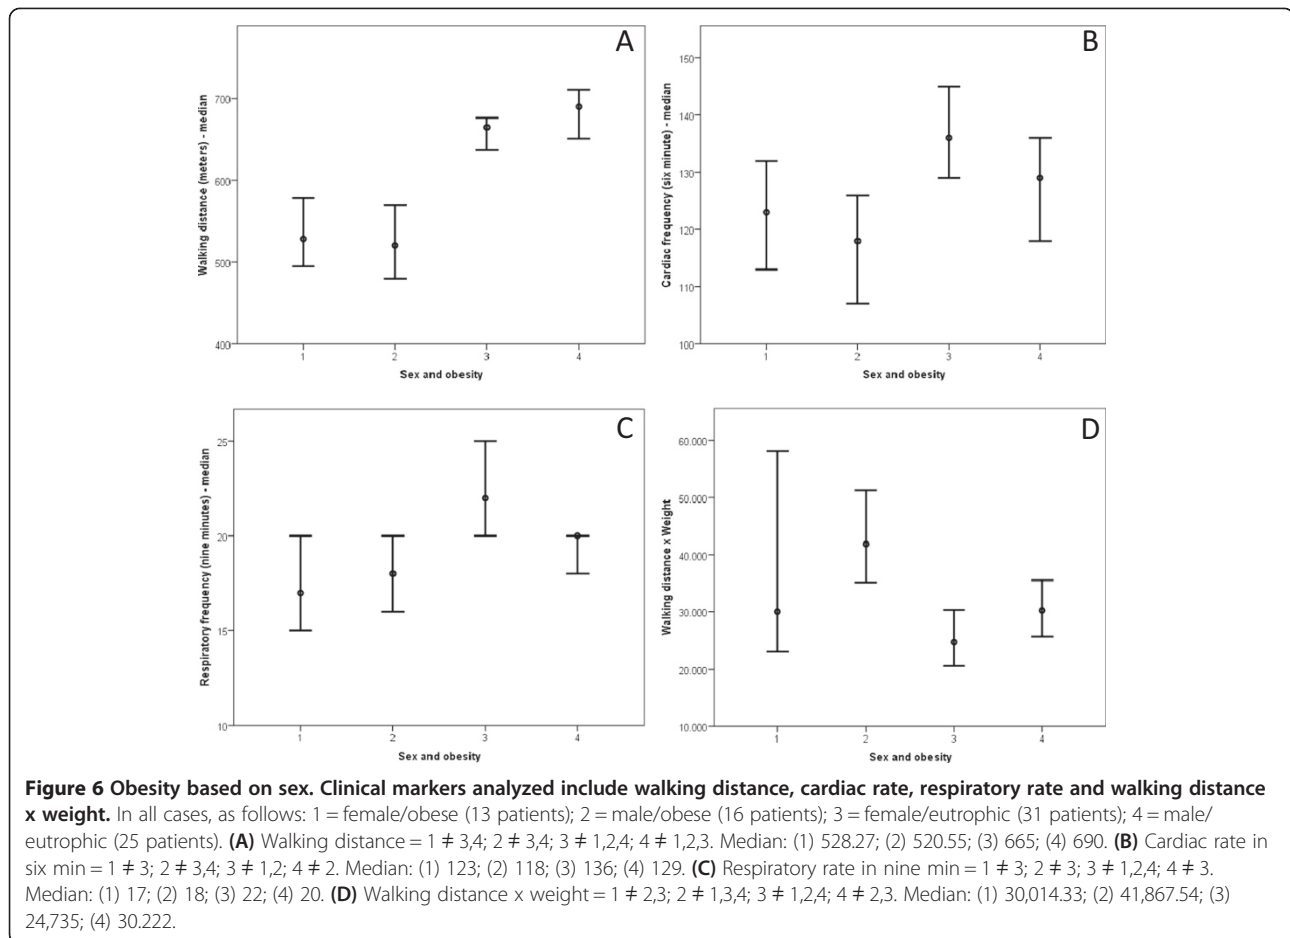 A
Walking distance (meters) - median
700
600
500
400
1 2 3 4
Sex and obesity
B
Cardiac frequency (six minute) - median
150
140
130
120
110
100
1 2 3 4
Sex and obesity
C
Respiratory frequency (nine minutes) - median
25
20
15
10
1 2 3 4
Sex and obesity
D
Walking distance x Weight
60.000
50.000
40.000
30.000
20.000
10.000
1 2 3 4
Sex and obesity
Figure 6 Obesity based on sex. Clinical markers analyzed include walking distance, cardiac rate, respiratory rate and walking distance
x weight. In all cases, as follows: 1 = female/obese (13 patients); 2 = male/obese (16 patients); 3 = female/eutrophic (31 patients); 4 = male/
eutrophic (25 patients). (A) Walking distance = 1 ≠ 3,4; 2 ≠ 3,4; 3 ≠ 1,2,4; 4 ≠ 1,2,3. Median: (1) 528.27; (2) 520.55; (3) 665; (4) 690. (B) Cardiac rate in
six min = 1 ≠ 3; 2 ≠ 3,4; 3 ≠ 1,2; 4 ≠ 2. Median: (1) 123; (2) 118; (3) 136; (4) 129. (C) Respiratory rate in nine min = 1 ≠ 3; 2 ≠ 3; 3 ≠ 1,2,4; 4 ≠ 3.
Median: (1) 17; (2) 18; (3) 22; (4) 20. (D) Walking distance x weight = 1 ≠ 2,3; 2 ≠ 1,3,4; 3 ≠ 1,2,4; 4 ≠ 2,3. Median: (1) 30,014.33; (2) 41,867.54; (3)
24,735; (4) 30.222.